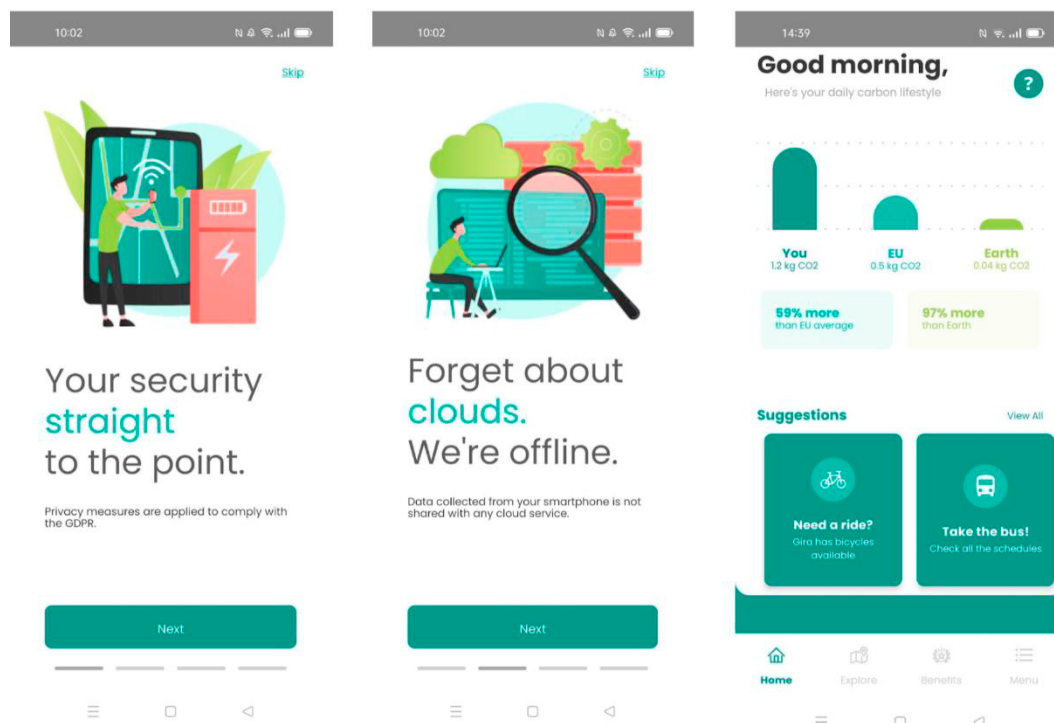 10:02
Skip
Your security
straight
to the point.
Privacy measures are applied to comply with
the GDPR.
Next
10:02
Skip
Forget about
clouds.
We're offline.
Data collected from your smartphone is not
shared with any cloud service.
Next
14:39
Good morning,
Here's your daily carbon lifestyle
?
You
1.2 kg CO2
EU
0.5 kg CO2
Earth
0.04 kg CO2
59% more
than EU average
97% more
than Earth
Suggestions
View All
Need a ride?
Gira has bicycles
available
Take the bus!
Check all the schedules
Home
Explore
Benefits
Menu